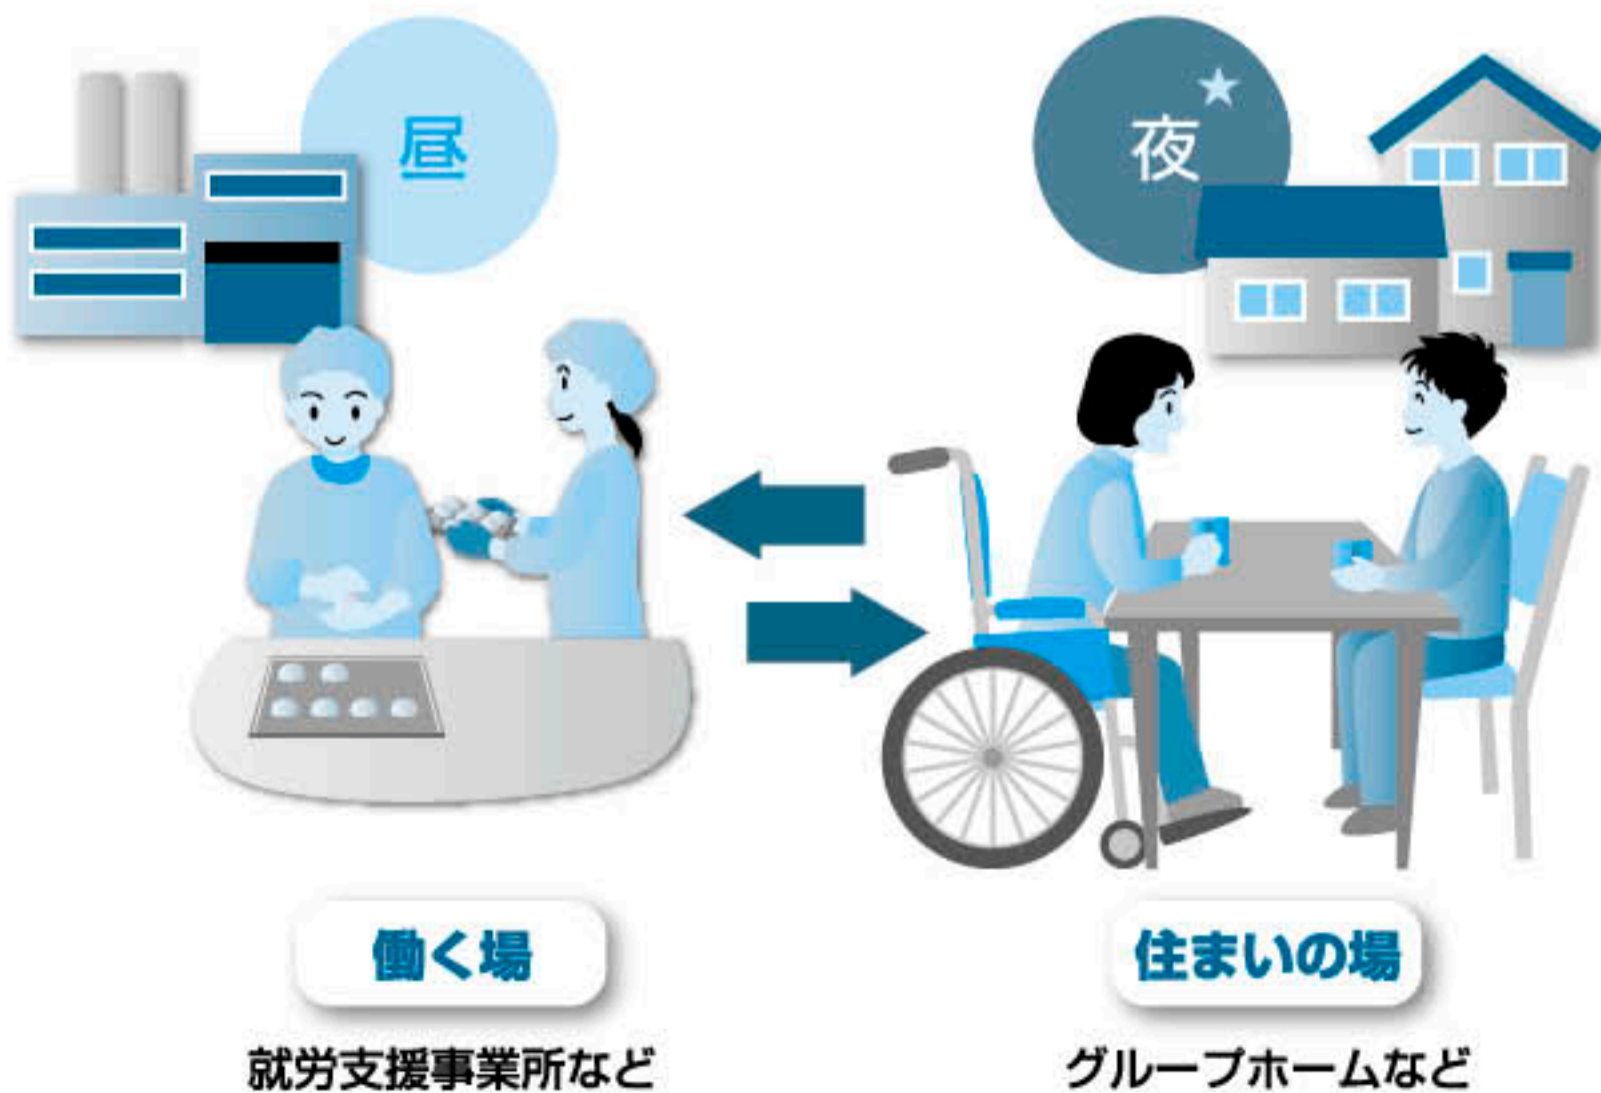 昼
夜
働く場
住まいの場
就労支援事業所など
グループホームなど